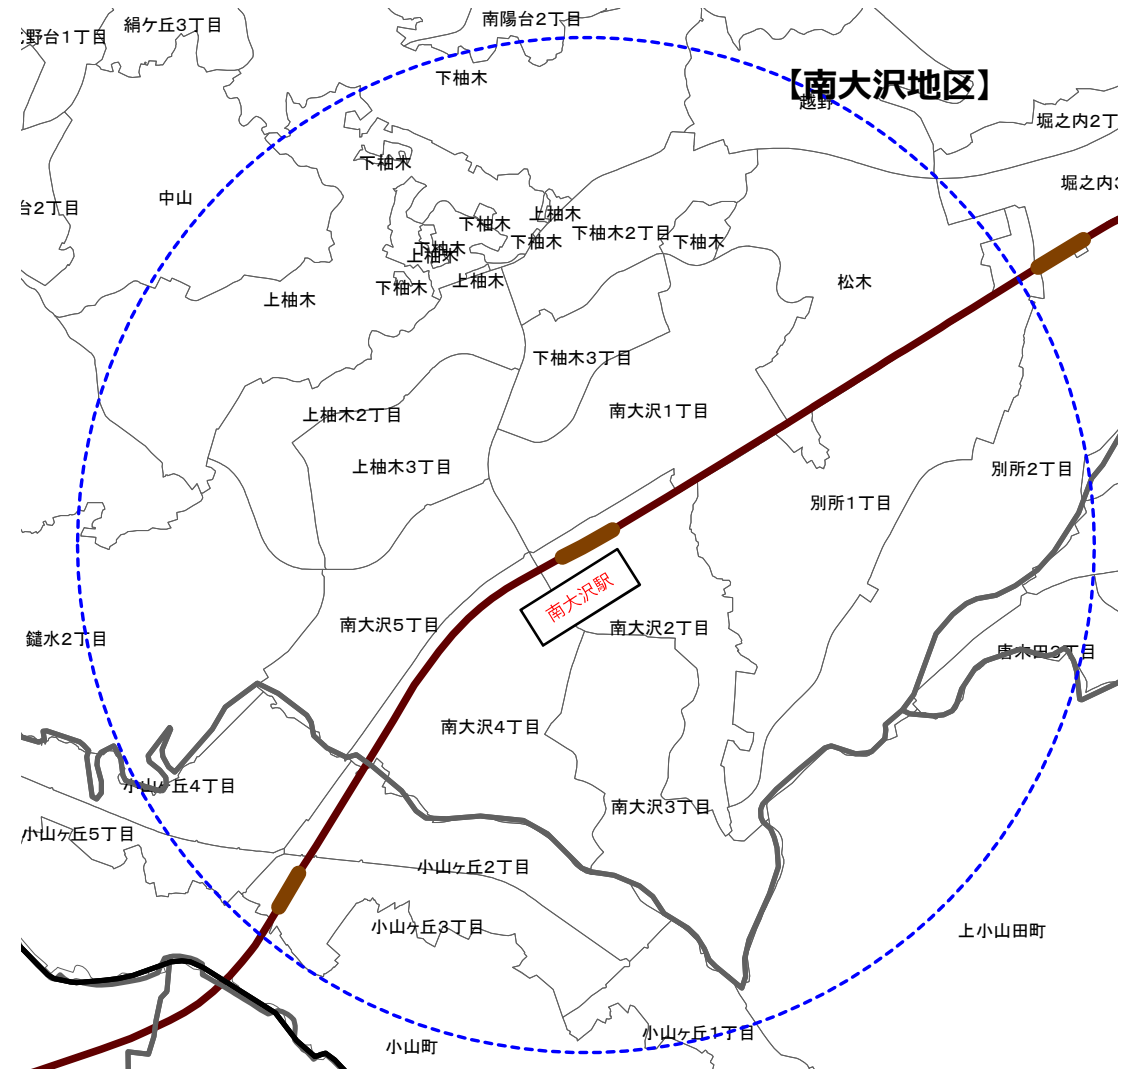 南陽台2丁目
絹ケ丘3丁目
野台1丁目
下柚木
【南大沢地区】
越野
堀之内2丁
下柚木
堀之内3
中山
台2丁目
上柚木
下柚木
下柚木2丁目
下柚木
下柚木
下柚木
上柚木
松木
上柚木
下柚木
上柚木
下柚木3丁目
南大沢1丁目
上柚木2丁目
上柚木3丁目
別所2丁目
別所1丁目
南大沢駅
南大沢5丁目
南大沢2丁目
鑓水2丁目
唐木田3丁目
南大沢4丁目
小山ヶ丘4丁目
南大沢3丁目
小山ヶ丘5丁目
小山ヶ丘2丁目
小山ヶ丘3丁目
上小山田町
小山ヶ丘1丁目
小山町